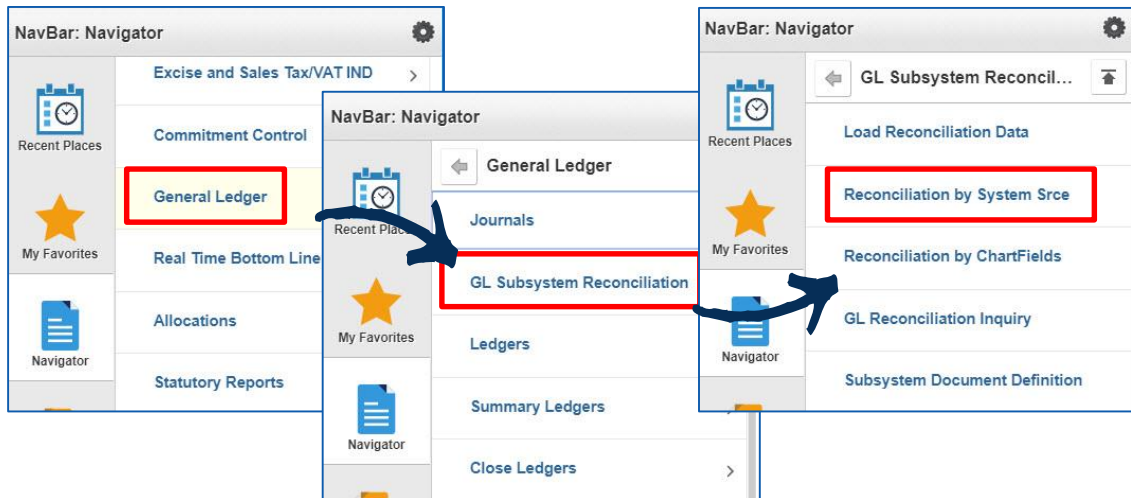 NavBar: Navigator
Recent Places
My Favorites
Navigator
Excise and Sales Tax/VAT IND
Commitment Control
General Ledger
Real Time Bottom Line
Allocations
Statutory Reports
NavBar: Navigator
Recent Places
My Favorites
Navigator
General Ledger
Journals
GL Subsystem Reconciliation
Ledgers
Summary Ledgers
Close Ledgers
NavBar: Navigator
Recent Places
My Favorites
Navigator
GL Subsystem Reconcil...
Load Reconciliation Data
Reconciliation by System Srce
Reconciliation by ChartFields
GL Reconciliation Inquiry
Subsystem Document Definition